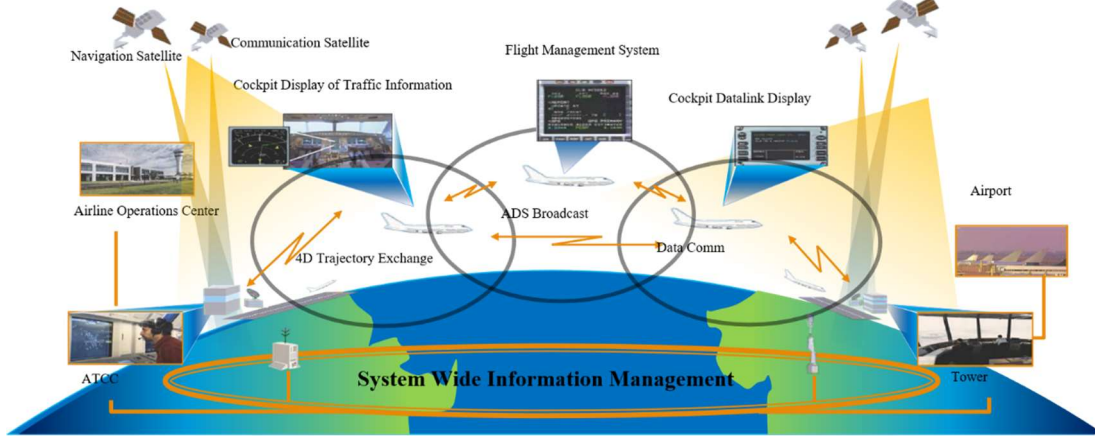 Navigation Satellite
Communication Satellite
Flight Management System
Cockpit Display of Traffic Information
Cockpit Datalink Display
Airline Operations Center
Airport
ADS Broadcast
Data Comm
4D Trajectory Exchange
ATCC
System Wide Information Management
Tower